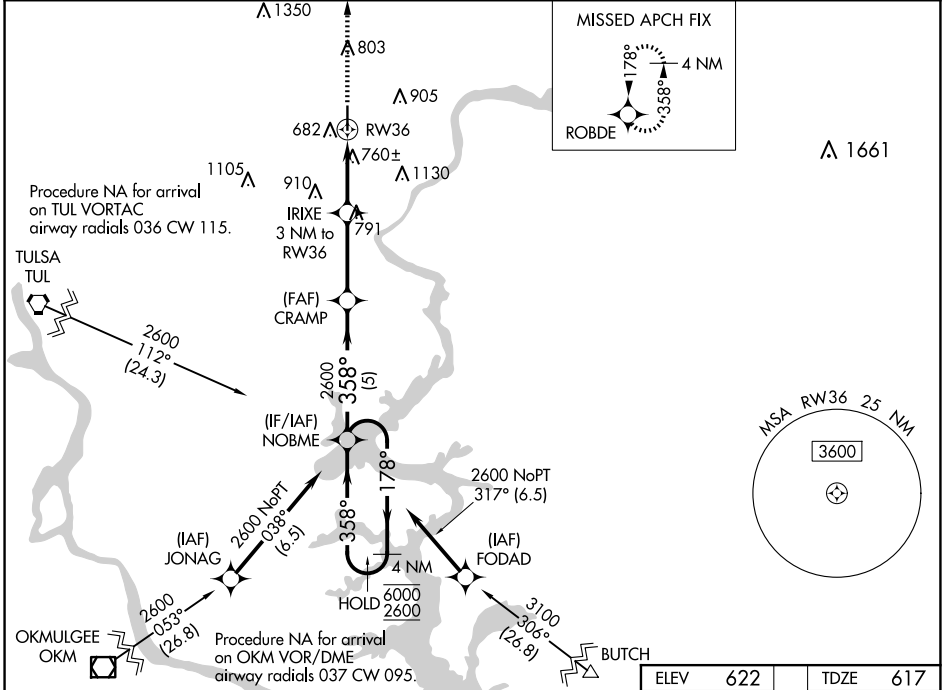 1350
803
905
682
RW36
760±
1105
910
1130
IRIXE
3 NM to
RW36
791
MISSED APCH FIX
178°
4 NM
358°
ROBDE
1661
Procedure NA for arrival
on TUL VORTAC
airway radials 036 CW 115.
TULSA
TUL
2600
112°
(24.3)
(FAF)
CRAMP
2600
358°
(5)
(IF/IAF)
NOBME
358°
178°
4 NM
HOLD
6000
2600
2600 NoPT
317° (6.5)
2600 NoPT
038°
(6.5)
(IAF)
JONAG
(IAF)
FODAD
2600
053°
(26.8)
OKMULGEE
OKM
Procedure NA for arrival
on OKM VOR/DME
airway radials 037 CW 095.
3100
306°
(26.8)
BUTCH
MSA RW36 25 NM
3600
ELEV 622
TDZE 617